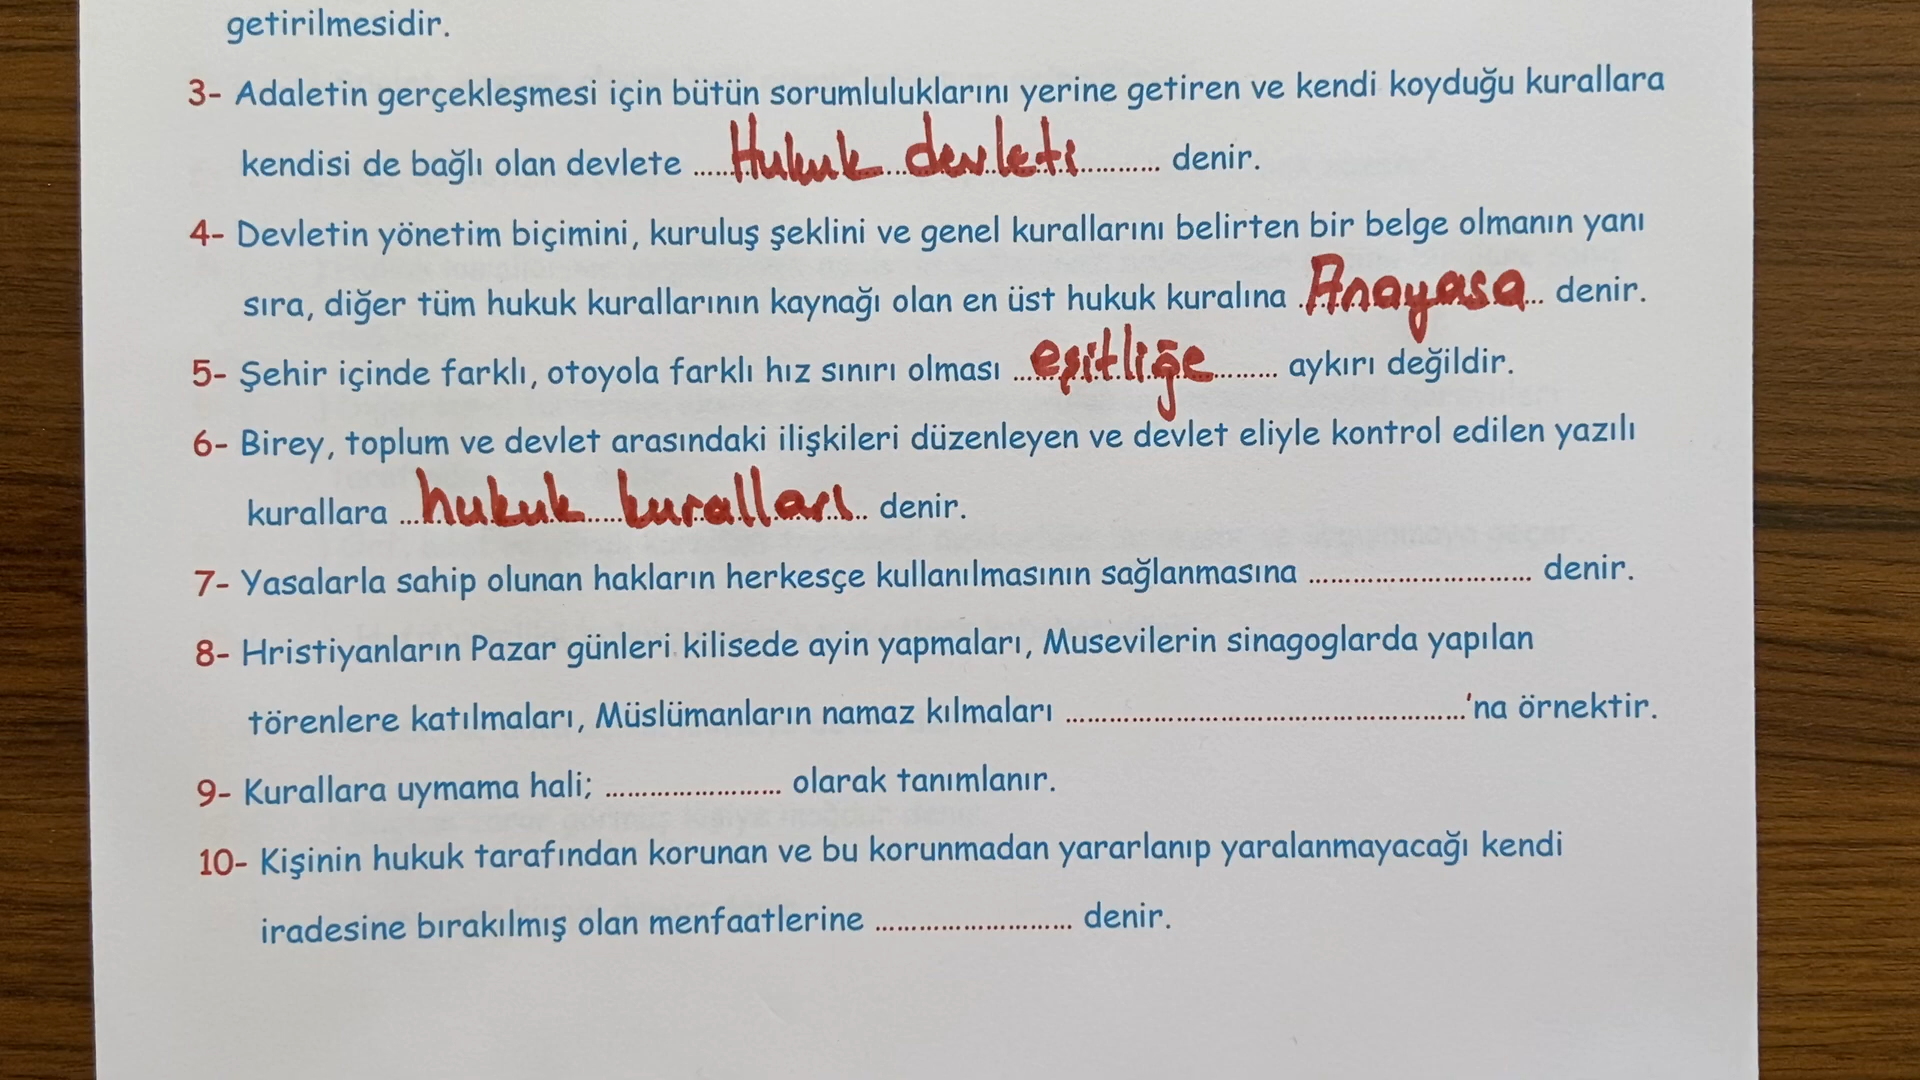 getirilmesidir.
3- Adaletin gerçekleşmesi için bütün sorumluluklarını yerine getiren ve kendi koyduğu kurallara
kendisi de bağlı olan devlete ......Hukuk devleti.......... denir.
4- Devletin yönetim biçimini, kuruluş şeklini ve genel kurallarını belirten bir belge olmanın yanı
sıra, diğer tüm hukuk kurallarının kaynağı olan en üst hukuk kuralına .Anayasa... denir.
5- Şehir içinde farklı, otoyola farklı hız sınırı olması ...eşitliğe......... aykırı değildir.
6- Birey, toplum ve devlet arasındaki ilişkileri düzenleyen ve devlet eliyle kontrol edilen yazılı
kurallara ...hukuk kuralları.. denir.
7- Yasalarla sahip olunan hakların herkesçe kullanılmasının sağlanmasına ............................... denir.
8- Hristiyanların Pazar günleri kilisede ayin yapmaları, Musevilerin sinagoglarda yapılan
törenlere katılmaları, Müslümanların namaz kılmaları .......................................................'na örnektir.
9- Kurallara uymama hali; ........................ olarak tanımlanır.
10- Kişinin hukuk tarafından korunan ve bu korunmadan yararlanıp yaralanmayacağı kendi
iradesine bırakılmış olan menfaatlerine ........................... denir.